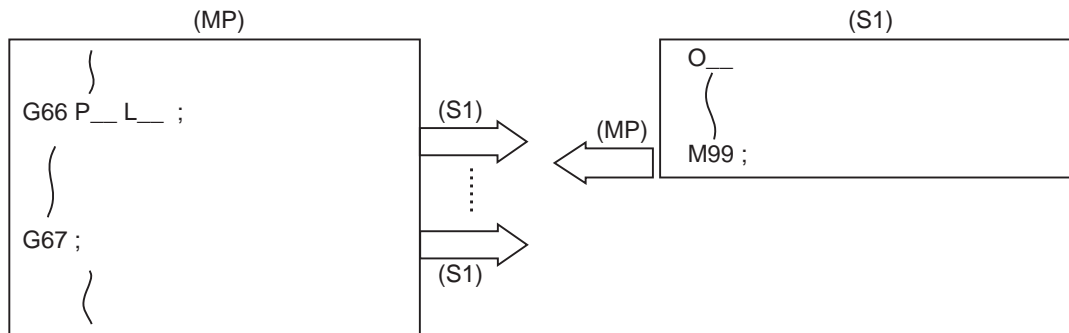 (MP)
G66 P__ L__ ;
G67 ;
(S1)
(MP)
(S1)
(S1)
O__
M99 ;